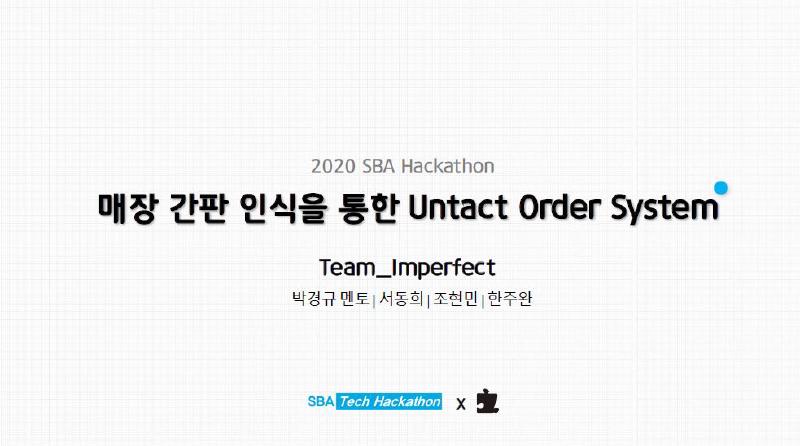 2020 SBA Hackathon
매장 간판 인식을 통한 Untact Order System
Team_Imperfect
박경규 멘토 | 서동희 | 조현민 | 한주완
SBA Tech Hackathon x